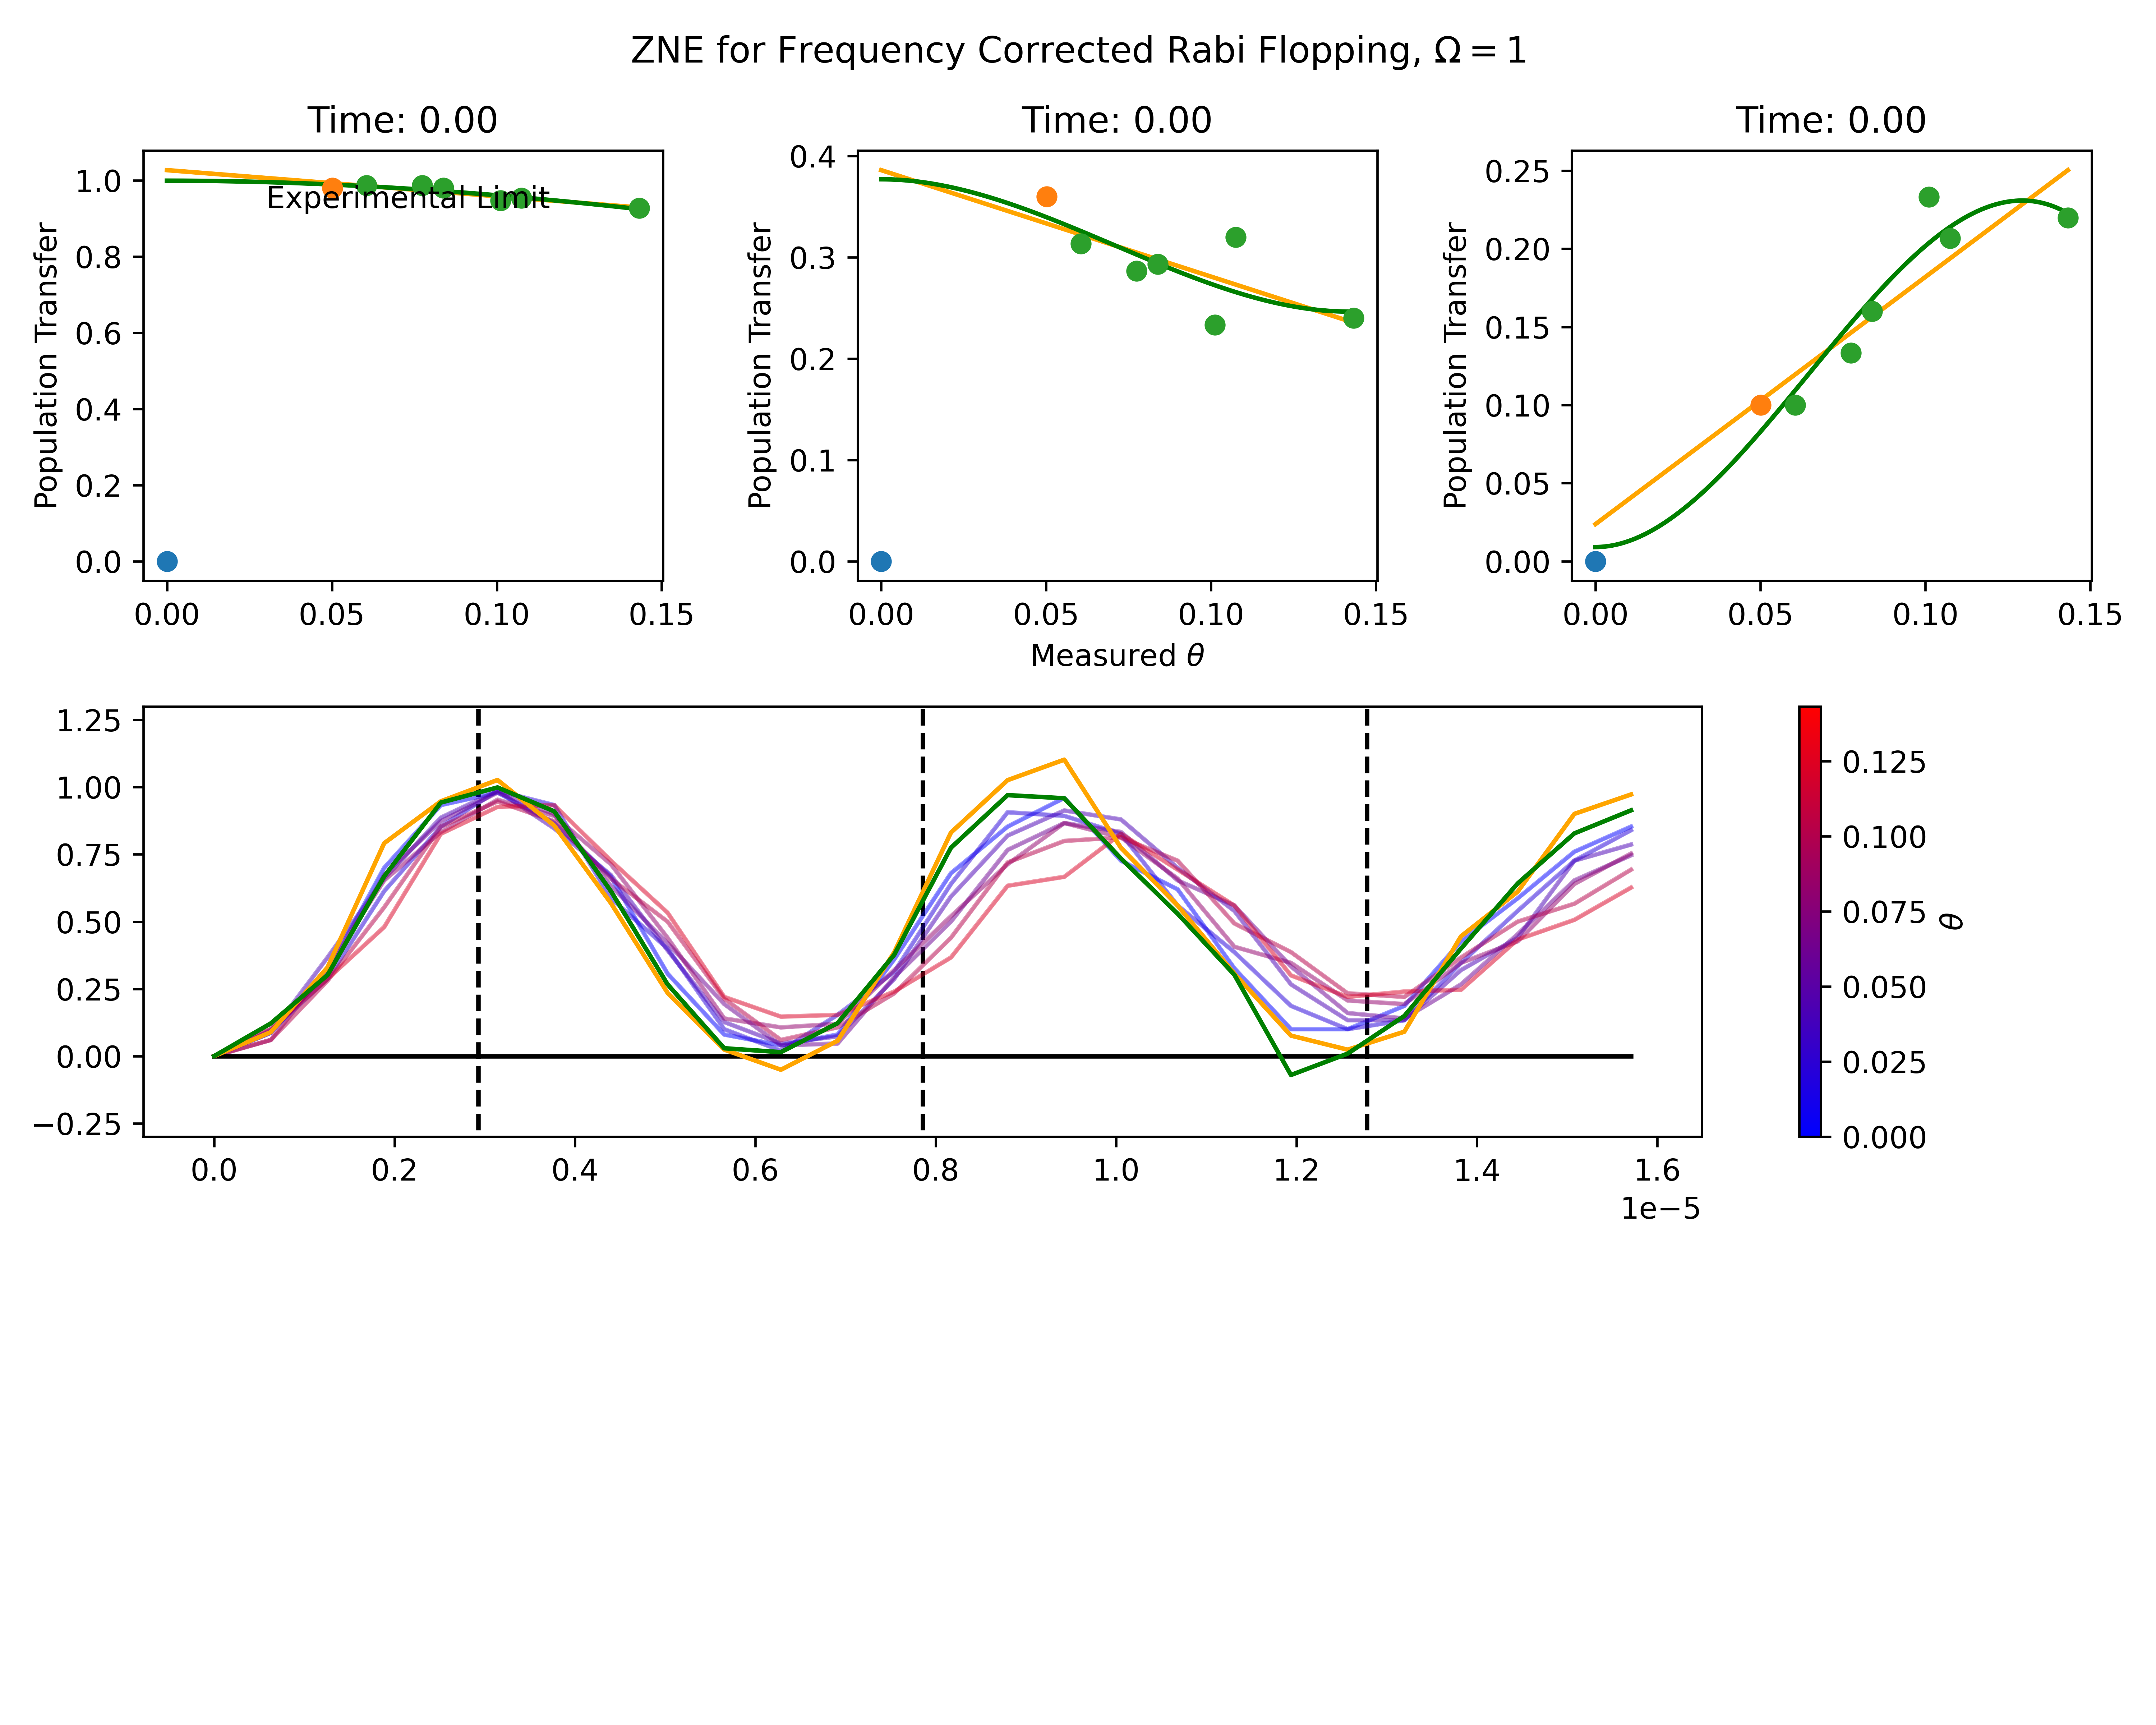 ZNE for Frequency Corrected Rabi Flopping, Ω = 1
Time: 0.00
Time: 0.00
Time: 0.00
Population Transfer
1.0
0.8
0.6
0.4
0.2
0.0
Experimental Limit
0.00 0.05 0.10 0.15
Population Transfer
0.4
0.3
0.2
0.1
0.0
0.00 0.05 0.10 0.15
Measured θ
Population Transfer
0.25
0.20
0.15
0.10
0.05
0.00
0.00 0.05 0.10 0.15
1.25
1.00
0.75
0.50
0.25
0.00
−0.25
0.0 0.2 0.4 0.6 0.8 1.0 1.2 1.4 1.6
1e−5
0.125
0.100
0.075
0.050
0.025
0.000
θ